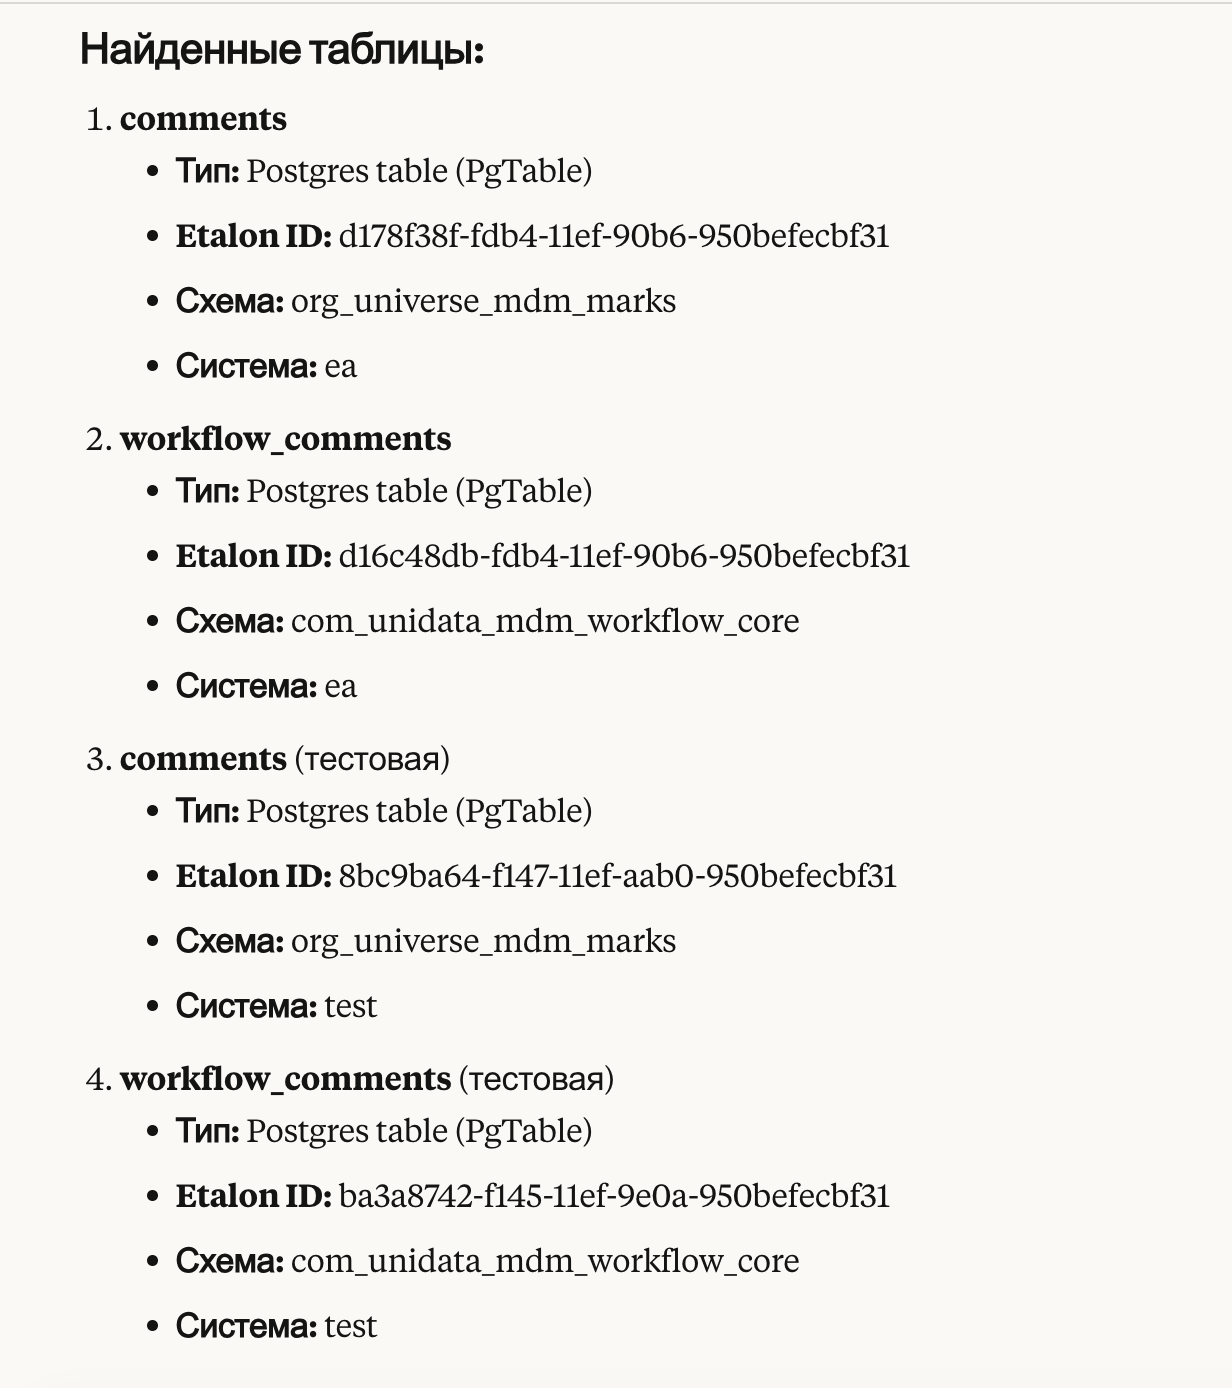 Найденные таблицы:
1. comments
• Тип: Postgres table (PgTable)
• Etalon ID: d178f38f-fdb4-11ef-90b6-950befecbf31
• Схема: org_universe_mdm_marks
• Система: ea
2. workflow_comments
• Тип: Postgres table (PgTable)
• Etalon ID: d16c48db-fdb4-11ef-90b6-950befecbf31
• Схема: com_unidata_mdm_workflow_core
• Система: ea
3. comments (тестовая)
• Тип: Postgres table (PgTable)
• Etalon ID: 8bc9ba64-f147-11ef-aab0-950befecbf31
• Схема: org_universe_mdm_marks
• Система: test
4. workflow_comments (тестовая)
• Тип: Postgres table (PgTable)
• Etalon ID: ba3a8742-f145-11ef-9e0a-950befecbf31
• Схема: com_unidata_mdm_workflow_core
• Система: test